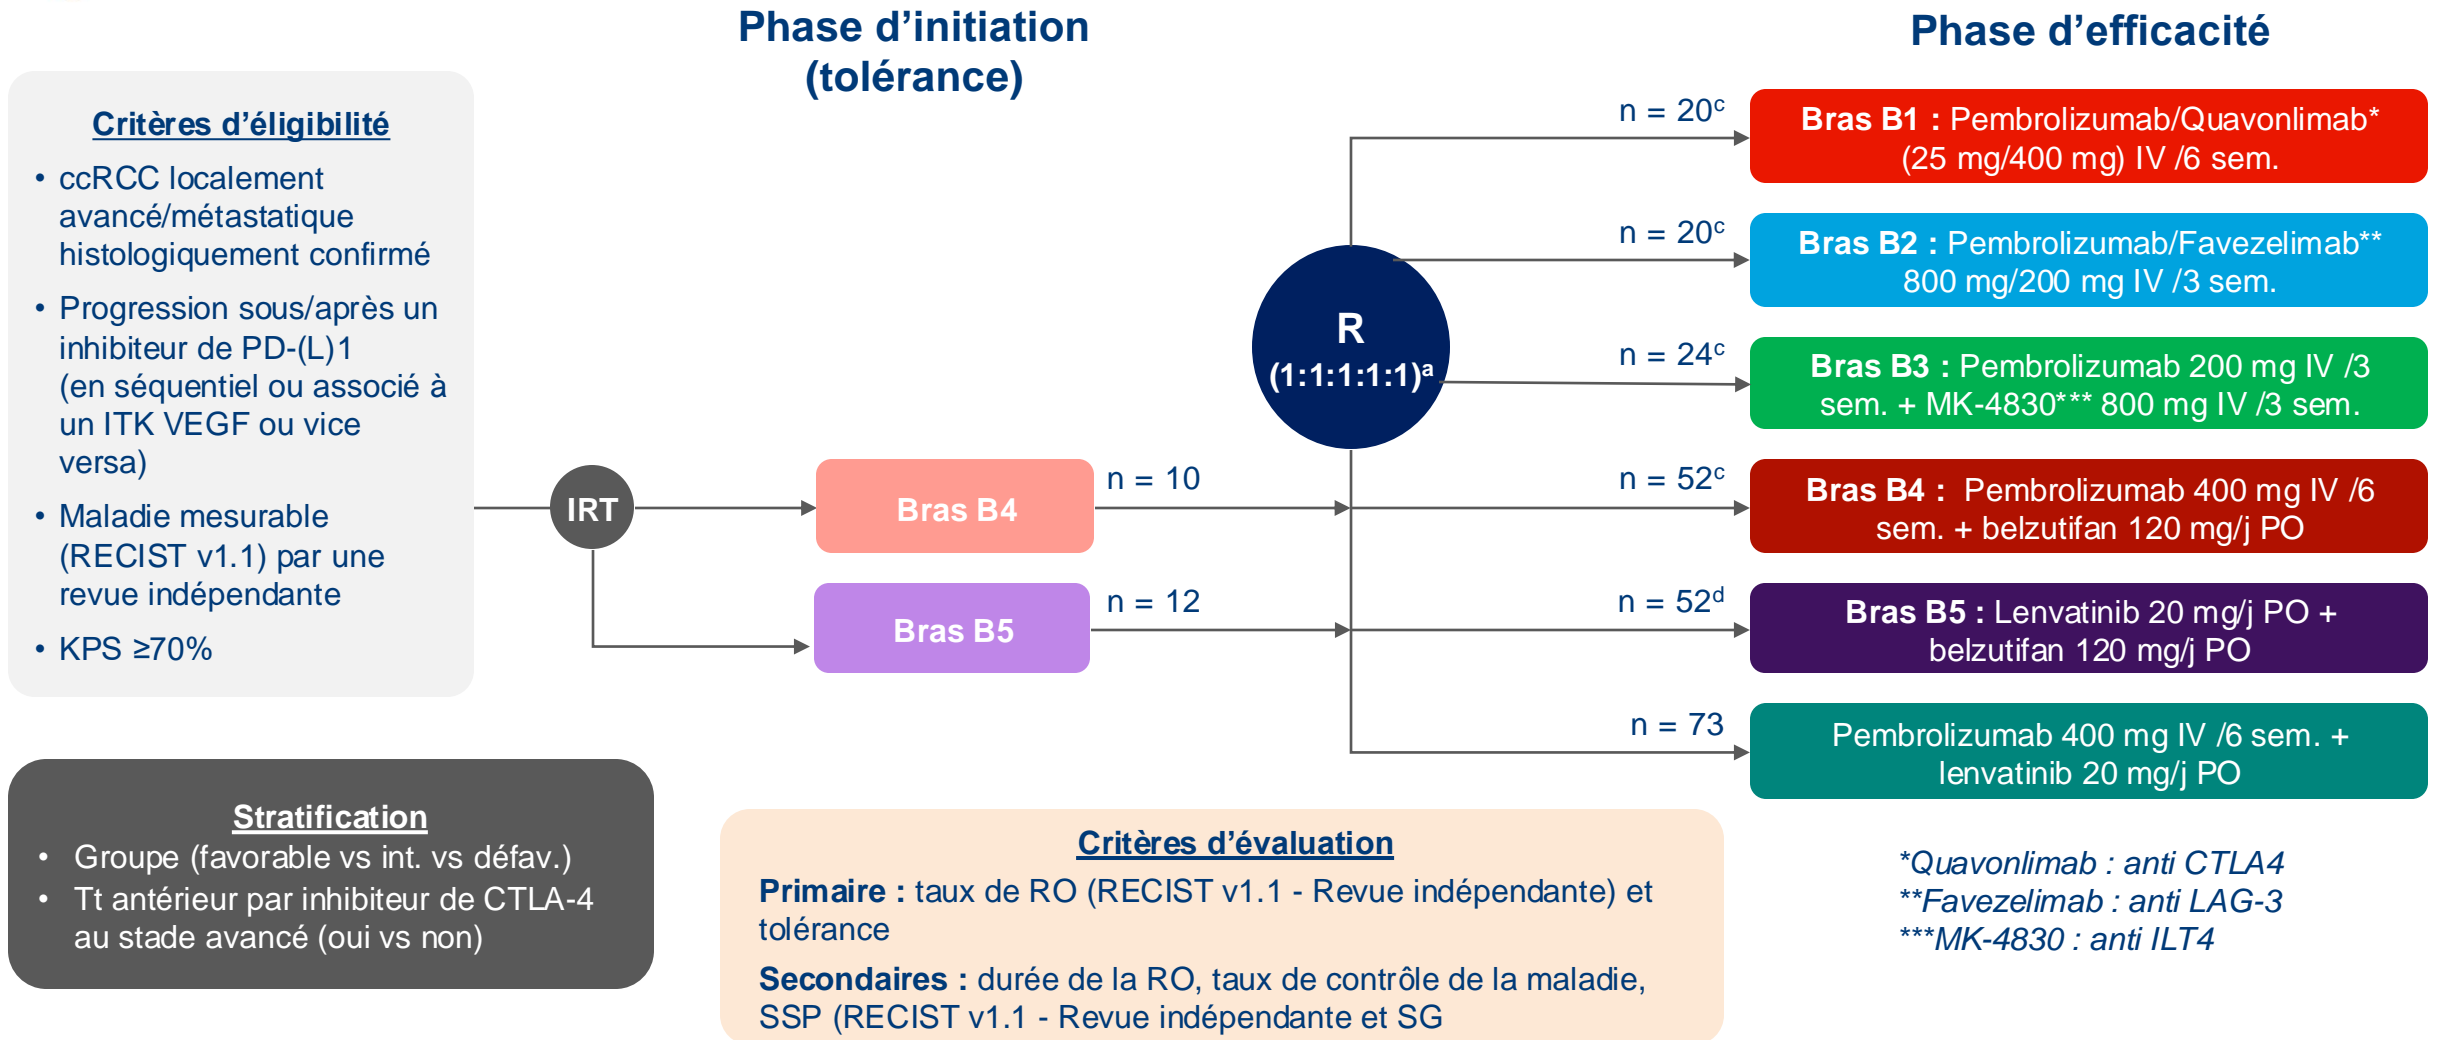 Phase d’initiation
(tolérance)
Phase d’efficacité
Critères d’éligibilité
• ccRCC localement
avancé/métastatique
histologiquement confirmé
• Progression sous/après un
inhibiteur de PD-(L)1
(en séquentiel ou associé à
un ITK VEGF ou vice
versa)
• Maladie mesurable
(RECIST v1.1) par une
revue indépendante
• KPS ≥70%
IRT
Bras B4
n = 10
Bras B5
n = 12
R
(1:1:1:1:1)ᵃ
n = 20ᶜ
Bras B1 : Pembrolizumab/Quavonlimab*
(25 mg/400 mg) IV /6 sem.
n = 20ᶜ
Bras B2 : Pembrolizumab/Favezelimab**
800 mg/200 mg IV /3 sem.
n = 24ᶜ
Bras B3 : Pembrolizumab 200 mg IV /3
sem. + MK-4830*** 800 mg IV /3 sem.
n = 52ᶜ
Bras B4 : Pembrolizumab 400 mg IV /6
sem. + belzutifan 120 mg/j PO
n = 52ᵈ
Bras B5 : Lenvatinib 20 mg/j PO +
belzutifan 120 mg/j PO
n = 73
Pembrolizumab 400 mg IV /6 sem. +
lenvatinib 20 mg/j PO
Stratification
• Groupe (favorable vs int. vs défav.)
• Tt antérieur par inhibiteur de CTLA-4
au stade avancé (oui vs non)
Critères d’évaluation
Primaire : taux de RO (RECIST v1.1 - Revue indépendante) et
tolérance
Secondaires : durée de la RO, taux de contrôle de la maladie,
SSP (RECIST v1.1 - Revue indépendante et SG
*Quavonlimab : anti CTLA4
**Favezelimab : anti LAG-3
***MK-4830 : anti ILT4